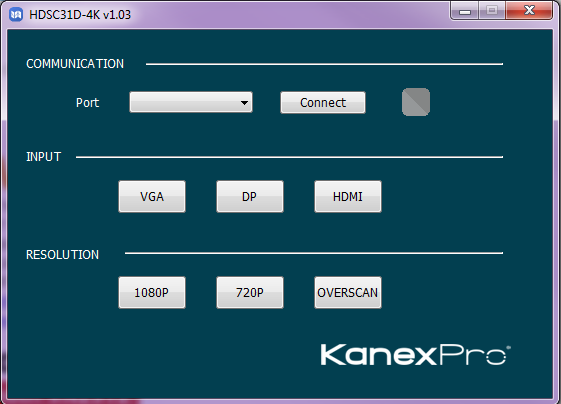 HDSC31D-4K v1.03
COMMUNICATION
Port Connect
INPUT
VGA DP HDMI
RESOLUTION
1080P 720P OVERSCAN
KanexPro